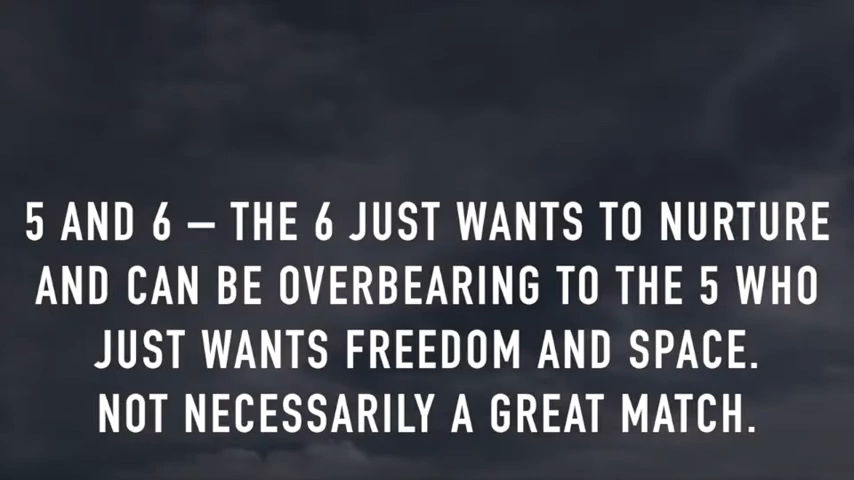 5 AND 6 – THE 6 JUST WANTS TO NURTURE
AND CAN BE OVERBEARING TO THE 5 WHO
JUST WANTS FREEDOM AND SPACE.
NOT NECESSARILY A GREAT MATCH.